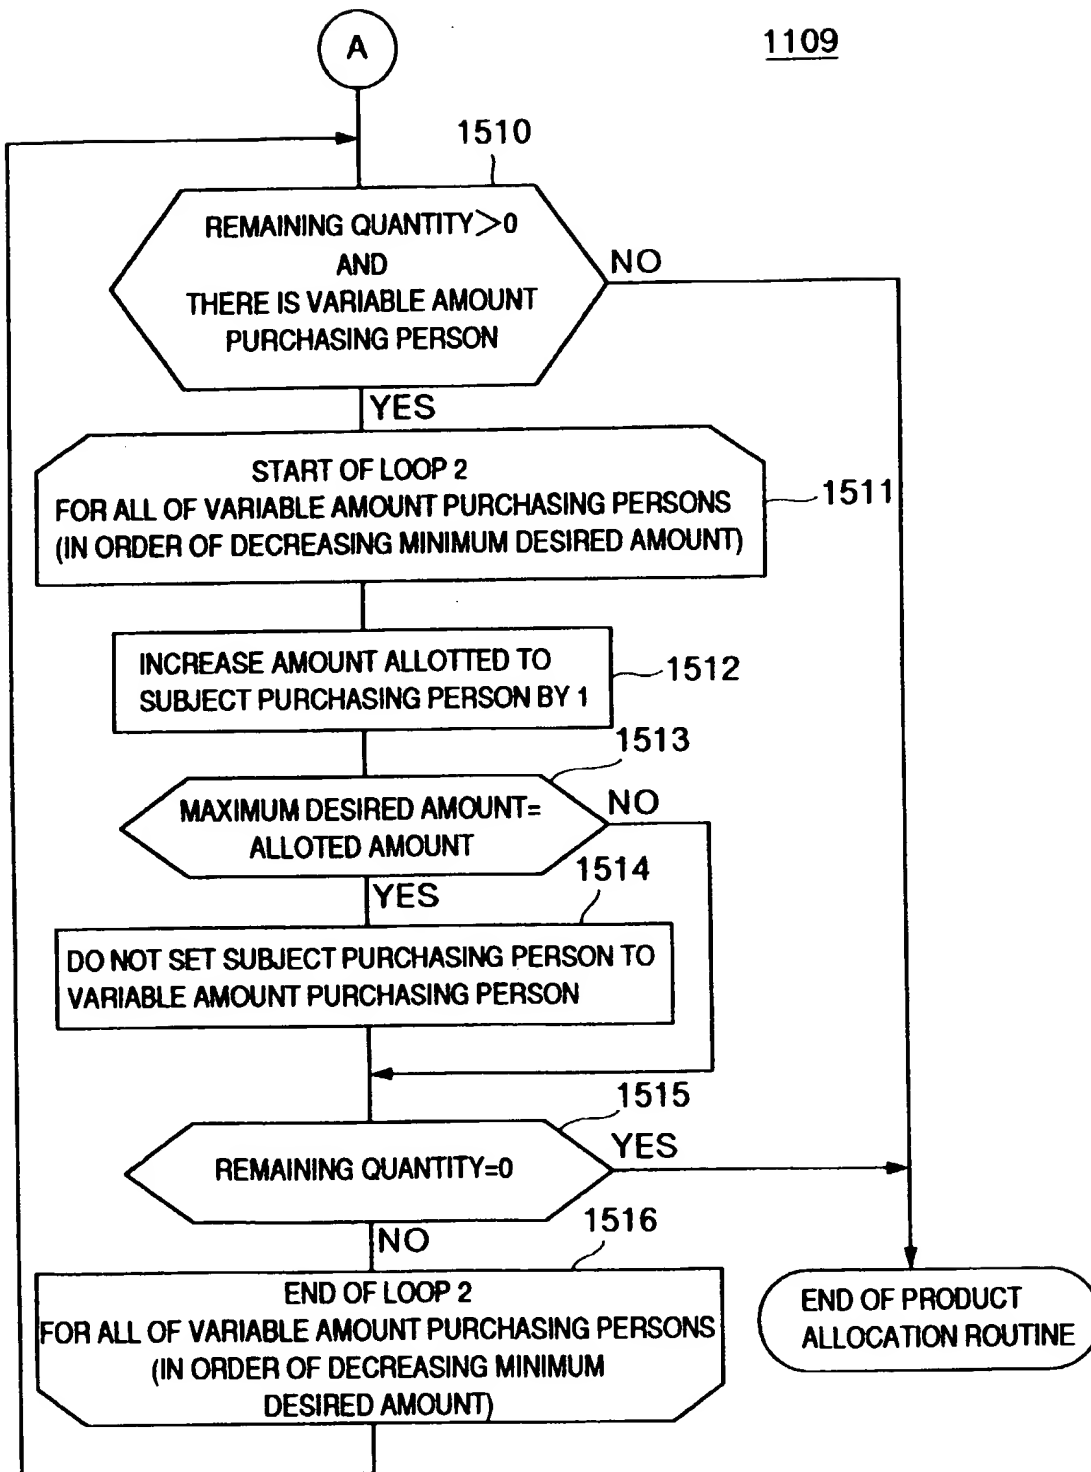 A
1109
1510
REMAINING QUANTITY>0
AND
THERE IS VARIABLE AMOUNT
PURCHASING PERSON
NO
YES
START OF LOOP 2
FOR ALL OF VARIABLE AMOUNT PURCHASING PERSONS
(IN ORDER OF DECREASING MINIMUM DESIRED AMOUNT)
1511
INCREASE AMOUNT ALLOTTED TO
SUBJECT PURCHASING PERSON BY 1
1512
1513
MAXIMUM DESIRED AMOUNT=
ALLOTED AMOUNT
NO
YES
1514
DO NOT SET SUBJECT PURCHASING PERSON TO
VARIABLE AMOUNT PURCHASING PERSON
1515
REMAINING QUANTITY=0
YES
NO
1516
END OF LOOP 2
FOR ALL OF VARIABLE AMOUNT PURCHASING PERSONS
(IN ORDER OF DECREASING MINIMUM
DESIRED AMOUNT)
END OF PRODUCT
ALLOCATION ROUTINE